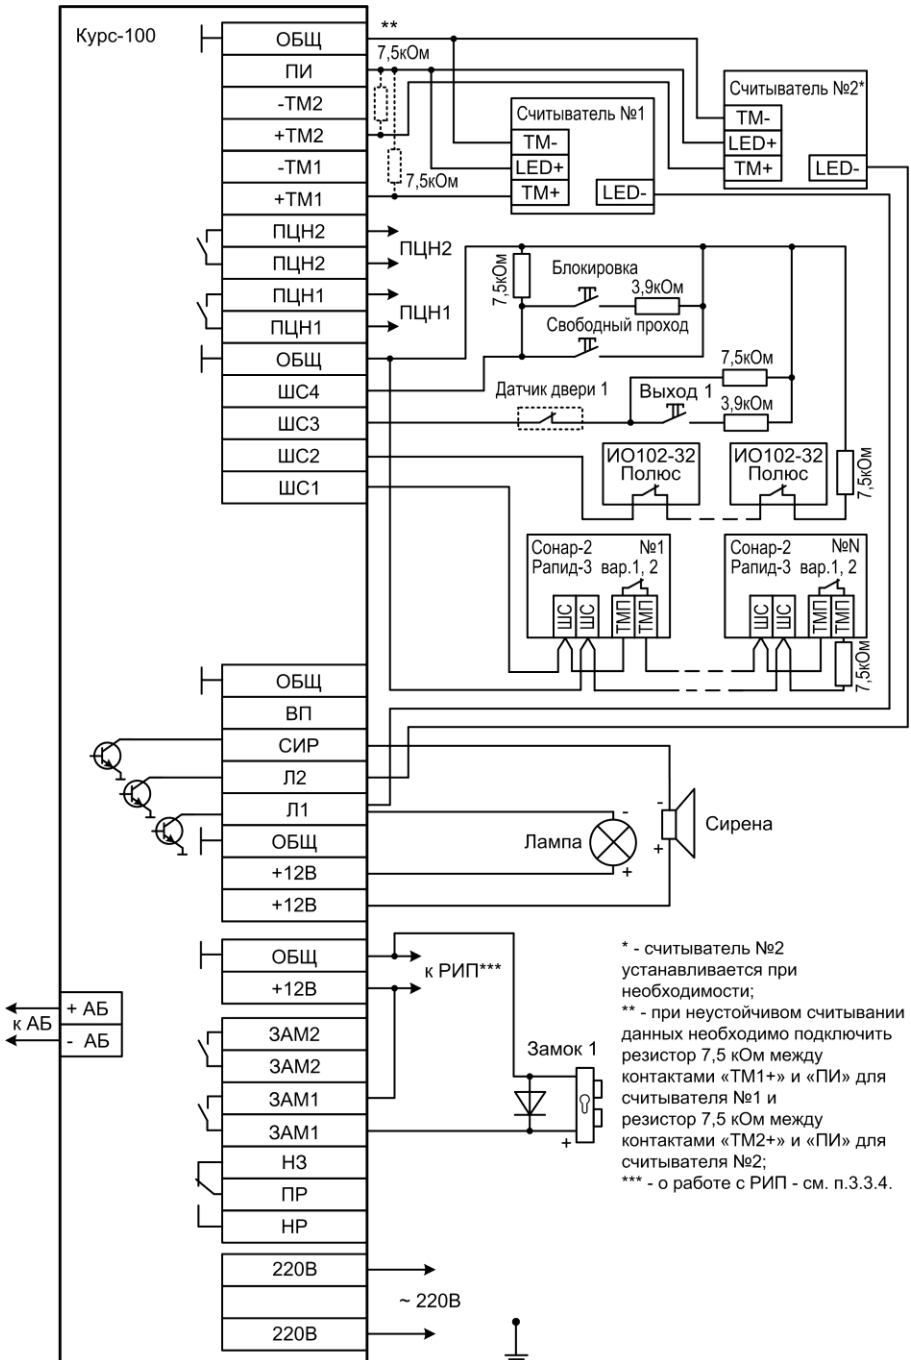 Курс-100
ОБЩ
ПИ
-ТМ2
+ТМ2
-ТМ1
+ТМ1
ПЦН2
ПЦН2
ПЦН1
ПЦН1
ОБЩ
ШС4
ШС3
ШС2
ШС1
**
7,5кОм
7,5кОм
Считыватель №1
ТМ-
LED+
ТМ+
LED-
Считыватель №2*
ТМ-
LED+
ТМ+
LED-
ПЦН2
ПЦН1
7,5кОм
Блокировка
3,9кОм
Свободный проход
7,5кОм
Датчик двери 1
Выход 1
3,9кОм
ИО102-32
Полюс
ИО102-32
Полюс
7,5кОм
Сонар-2 №1
Рапид-3 вар.1, 2
ШС
ШС
ТМП
ТМП
Сонар-2 №N
Рапид-3 вар.1, 2
ШС
ШС
ТМП
ТМП
7,5кОм
ОБЩ
ВП
СИР
Л2
Л1
ОБЩ
+12В
+12В
-
Лампа
+
-
Сирена
+
ОБЩ
+12В
к РИП***
+ АБ
к АБ
- АБ
ЗАМ2
ЗАМ2
ЗАМ1
ЗАМ1
НЗ
ПР
НР
Замок 1
+
220В
~ 220В
220В
* - считыватель №2
устанавливается при
необходимости;
** - при неустойчивом считывании
данных необходимо подключить
резистор 7,5 кОм между
контактами «ТМ1+» и «ПИ» для
считывателя №1 и
резистор 7,5 кОм между
контактами «ТМ2+» и «ПИ» для
считывателя №2;
*** - о работе с РИП - см. п.3.3.4.